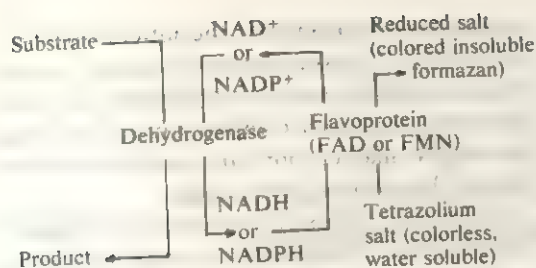 Substrate
NAD⁺
or
NADP⁺
Reduced salt
(colored insoluble
formazan)
Dehydrogenase
Flavoprotein
(FAD or FMN)
NADH
or
NADPH
Tetrazolium
salt (colorless,
water soluble)
Product